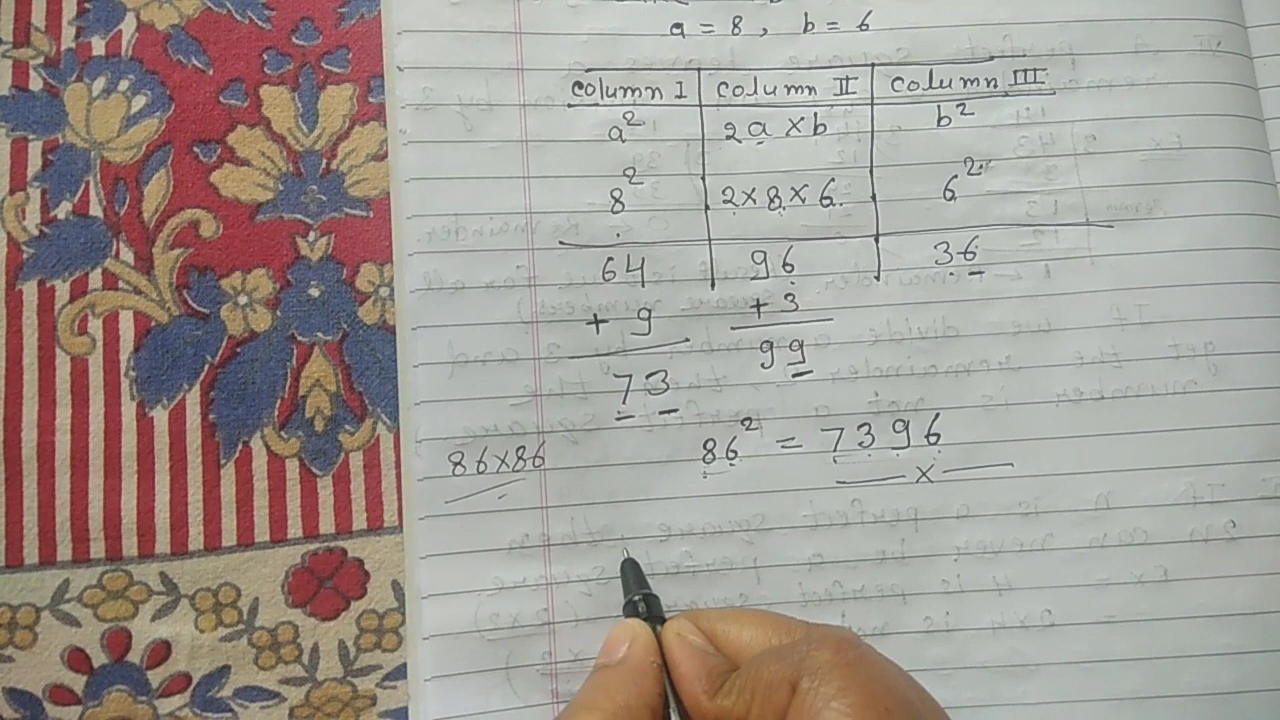 a = 8 , b = 6
column I column II column III
a² 2a × b b²
8² 2×8×6 6²
64 96 36
+ 9 + 3
73 99
86² = 7396
86×86
x